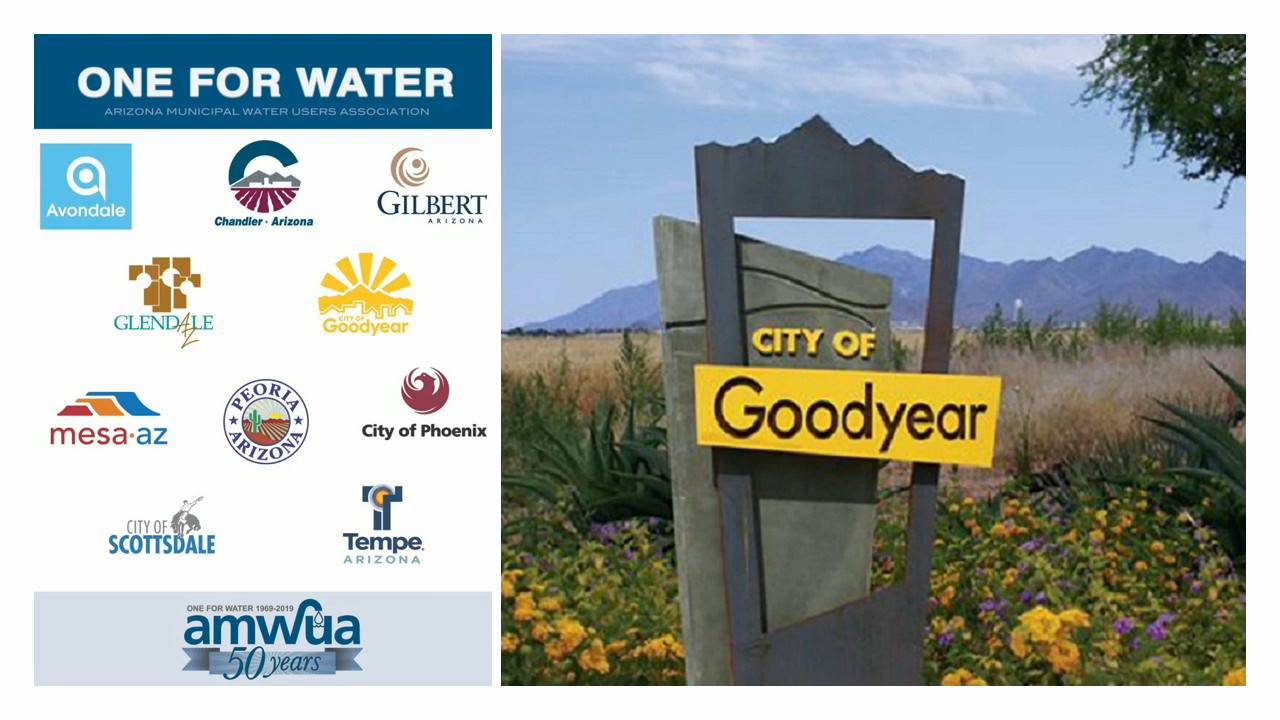 ONE FOR WATER
ARIZONA MUNICIPAL WATER USERS ASSOCIATION
Avondale
Chandler · Arizona
GILBERT
ARIZONA
GLENDALE
AZ
CITY OF
Goodyear
mesa·az
PEORIA
ARIZONA
City of Phoenix
CITY OF
SCOTTSDALE
Tempe.
ARIZONA
ONE FOR WATER 1969-2019
amwua
50 years
CITY OF
Goodyear